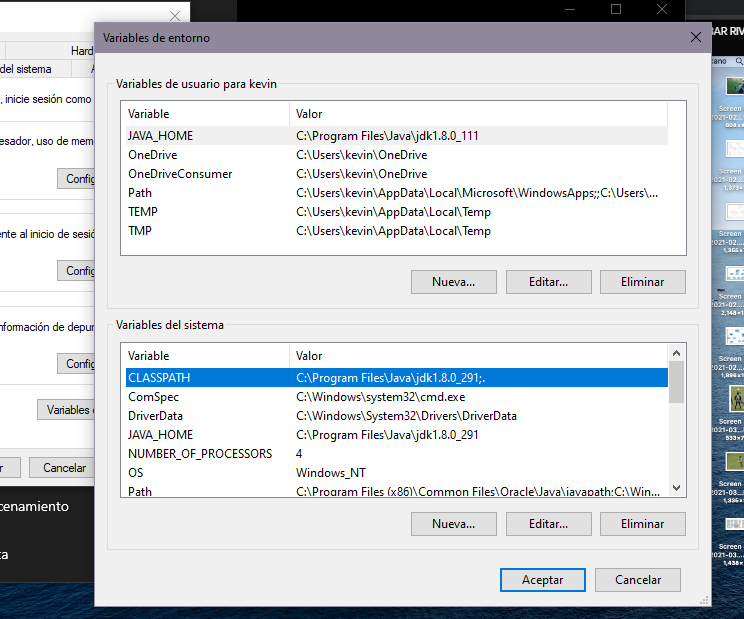 Variables de entorno
Hard
del sistema
, inicie sesión como
esador, uso de mem
Config
nte al inicio de sesió
Config
nformación de depur
Config
Variables
Cancelar
cenamiento
Variables de usuario para kevin
Variable Valor
JAVA_HOME C:\Program Files\Java\jdk1.8.0_111
OneDrive C:\Users\kevin\OneDrive
OneDriveConsumer C:\Users\kevin\OneDrive
Path C:\Users\kevin\AppData\Local\Microsoft\WindowsApps;;C:\Users\...
TEMP C:\Users\kevin\AppData\Local\Temp
TMP C:\Users\kevin\AppData\Local\Temp
Nueva... Editar... Eliminar
Variables del sistema
Variable Valor
CLASSPATH C:\Program Files\Java\jdk1.8.0_291;.
ComSpec C:\Windows\system32\cmd.exe
DriverData C:\Windows\System32\Drivers\DriverData
JAVA_HOME C:\Program Files\Java\jdk1.8.0_291
NUMBER_OF_PROCESSORS 4
OS Windows_NT
Path C:\Program Files (x86)\Common Files\Oracle\Java\javapath;C:\Win...
Nueva... Editar... Eliminar
Aceptar Cancelar
BAR RIV
cano
Screen
2021-02...
Screen
2021-02...
Screen
2021-02...
Screen
2021-02...
Screen
2021-02...
Screen
2021-03...
Screen
2021-03...
Screen
2021-03...